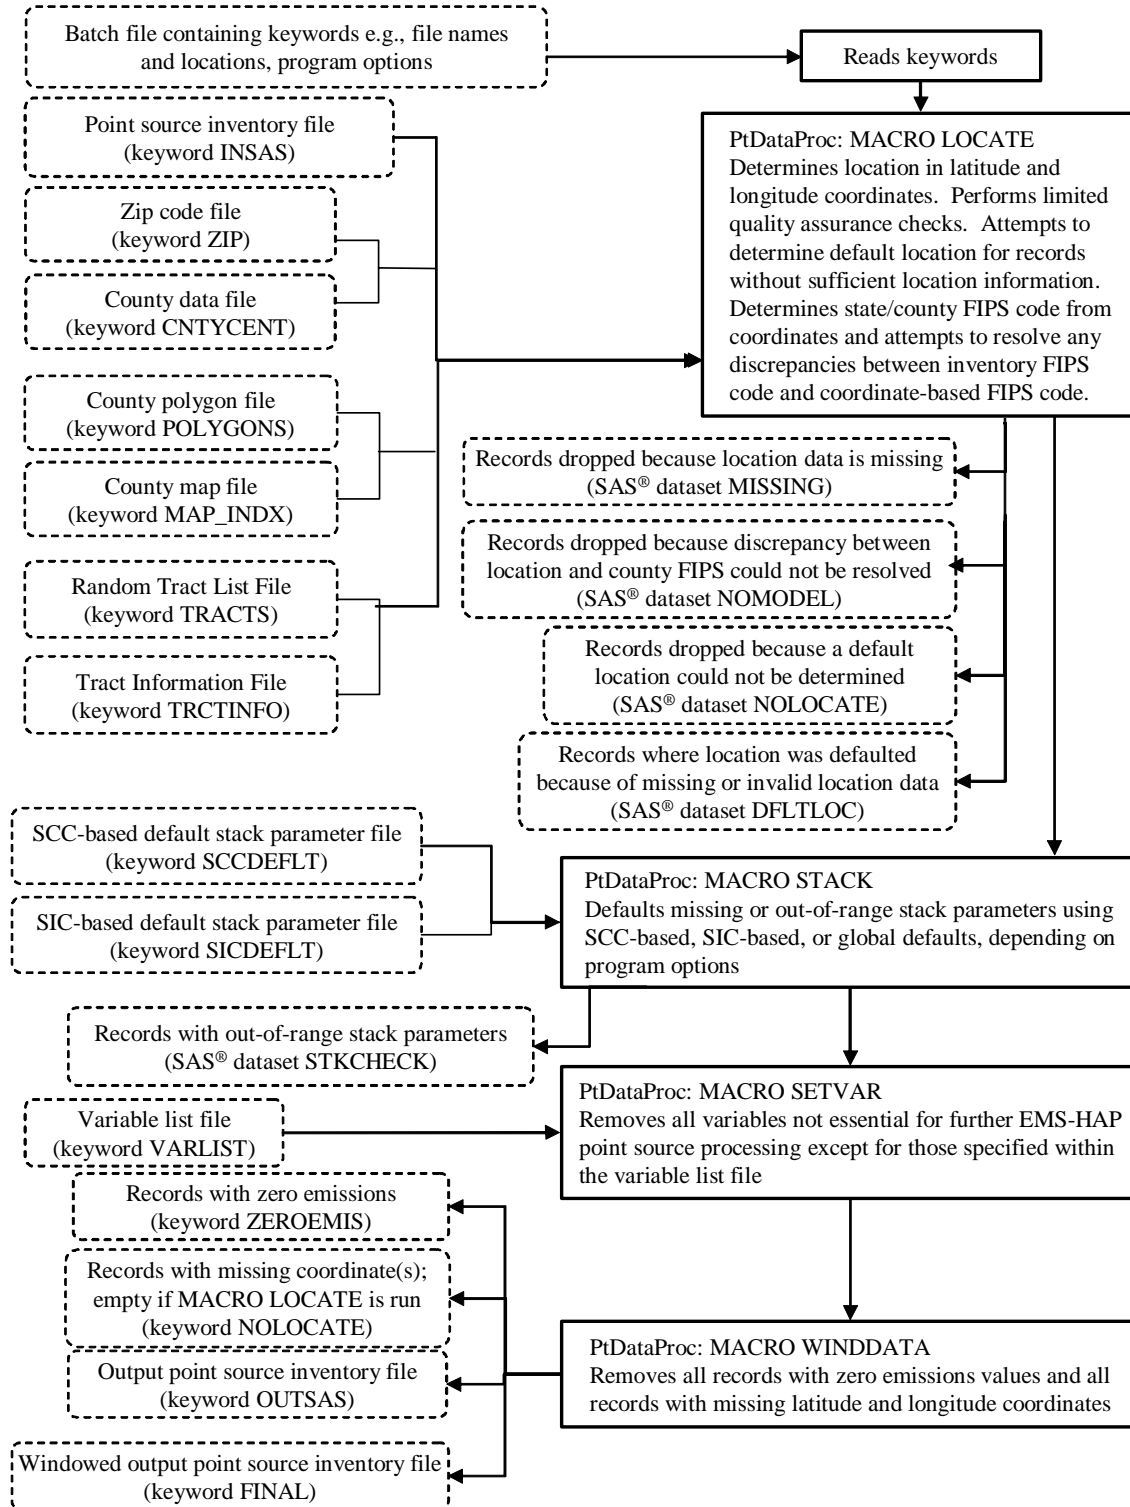 Batch file containing keywords e.g., file names
and locations, program options
Reads keywords
Point source inventory file
(keyword INSAS)
Zip code file
(keyword ZIP)
County data file
(keyword CNTYCENT)
County polygon file
(keyword POLYGONS)
County map file
(keyword MAP_INDX)
Random Tract List File
(keyword TRACTS)
Tract Information File
(keyword TRCTINFO)
PtDataProc: MACRO LOCATE
Determines location in latitude and
longitude coordinates.  Performs limited
quality assurance checks.  Attempts to
determine default location for records
without sufficient location information.
Determines state/county FIPS code from
coordinates and attempts to resolve any
discrepancies between inventory FIPS
code and coordinate-based FIPS code.
Records dropped because location data is missing
(SAS® dataset MISSING)
Records dropped because discrepancy between
location and county FIPS could not be resolved
(SAS® dataset NOMODEL)
Records dropped because a default
location could not be determined
(SAS® dataset NOLOCATE)
Records where location was defaulted
because of missing or invalid location data
(SAS® dataset DFLTLOC)
SCC-based default stack parameter file
(keyword SCCDEFLT)
SIC-based default stack parameter file
(keyword SICDEFLT)
PtDataProc: MACRO STACK
Defaults missing or out-of-range stack parameters using
SCC-based, SIC-based, or global defaults, depending on
program options
Records with out-of-range stack parameters
(SAS® dataset STKCHECK)
Variable list file
(keyword VARLIST)
PtDataProc: MACRO SETVAR
Removes all variables not essential for further EMS-HAP
point source processing except for those specified within
the variable list file
Records with zero emissions
(keyword ZEROEMIS)
Records with missing coordinate(s);
empty if MACRO LOCATE is run
(keyword NOLOCATE)
Output point source inventory file
(keyword OUTSAS)
Windowed output point source inventory file
(keyword FINAL)
PtDataProc: MACRO WINDDATA
Removes all records with zero emissions values and all
records with missing latitude and longitude coordinates